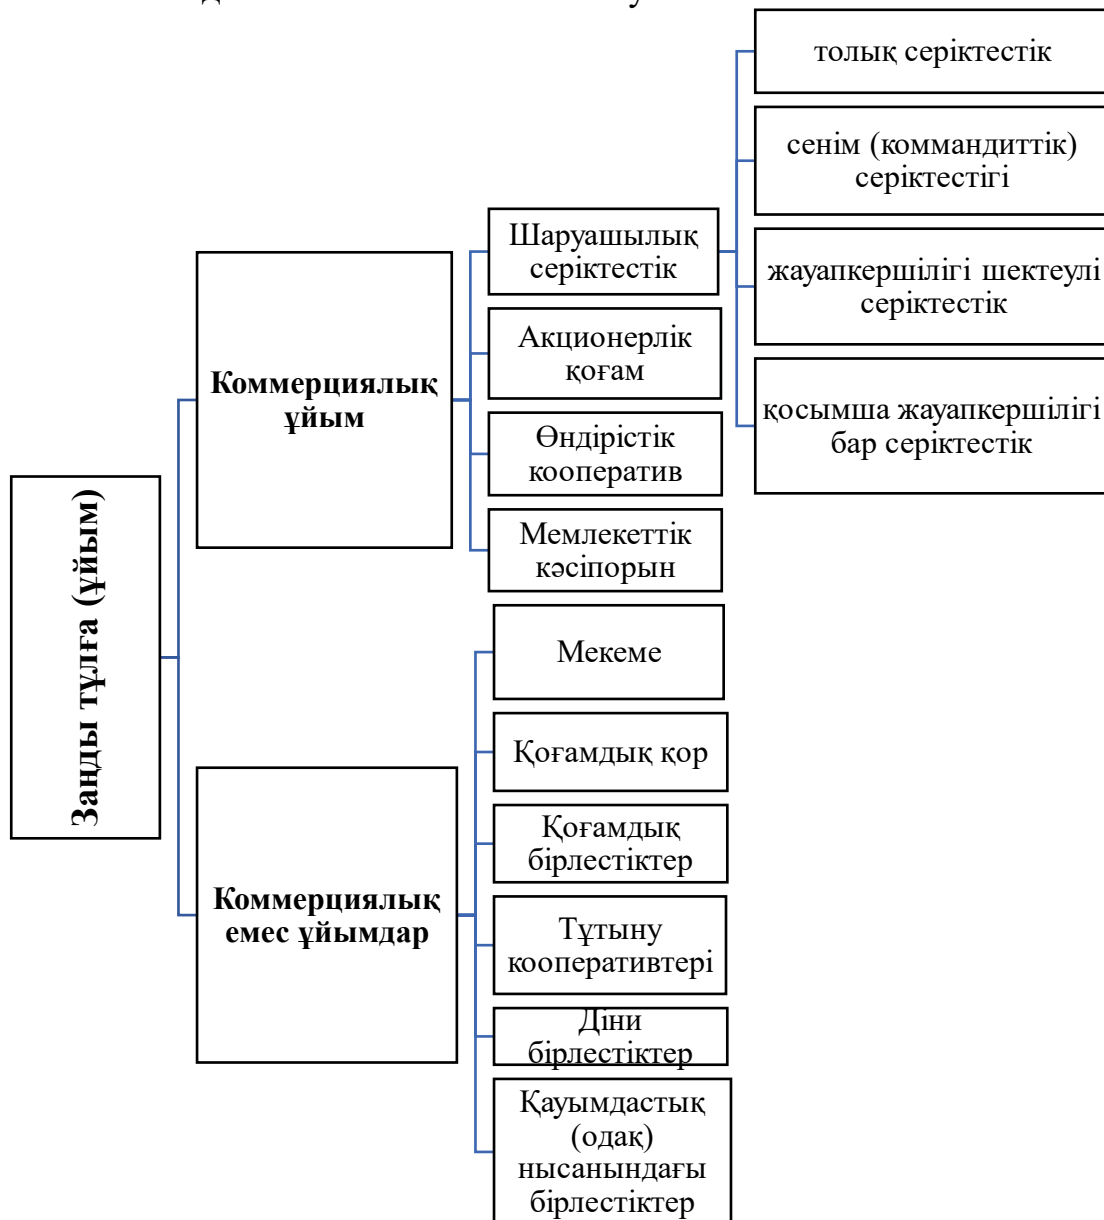 толық серіктестік
сенім (коммандиттік)
серіктестігі
жауапкершілігі шектеулі
серіктестік
қосымша жауапкершілігі
бар серіктестік
Шаруашылық
серіктестік
Акционерлік
қоғам
Өндірістік
кооператив
Мемлекеттік
кәсіпорын
Коммерциялық
ұйым
Заңды тұлға (ұйым)
Мекеме
Қоғамдық қор
Қоғамдық
бірлестіктер
Тұтыну
кооперативтері
Діни
бірлестіктер
Қауымдастық
(одақ)
нысанындағы
бірлестіктер
Коммерциялық
емес ұйымдар